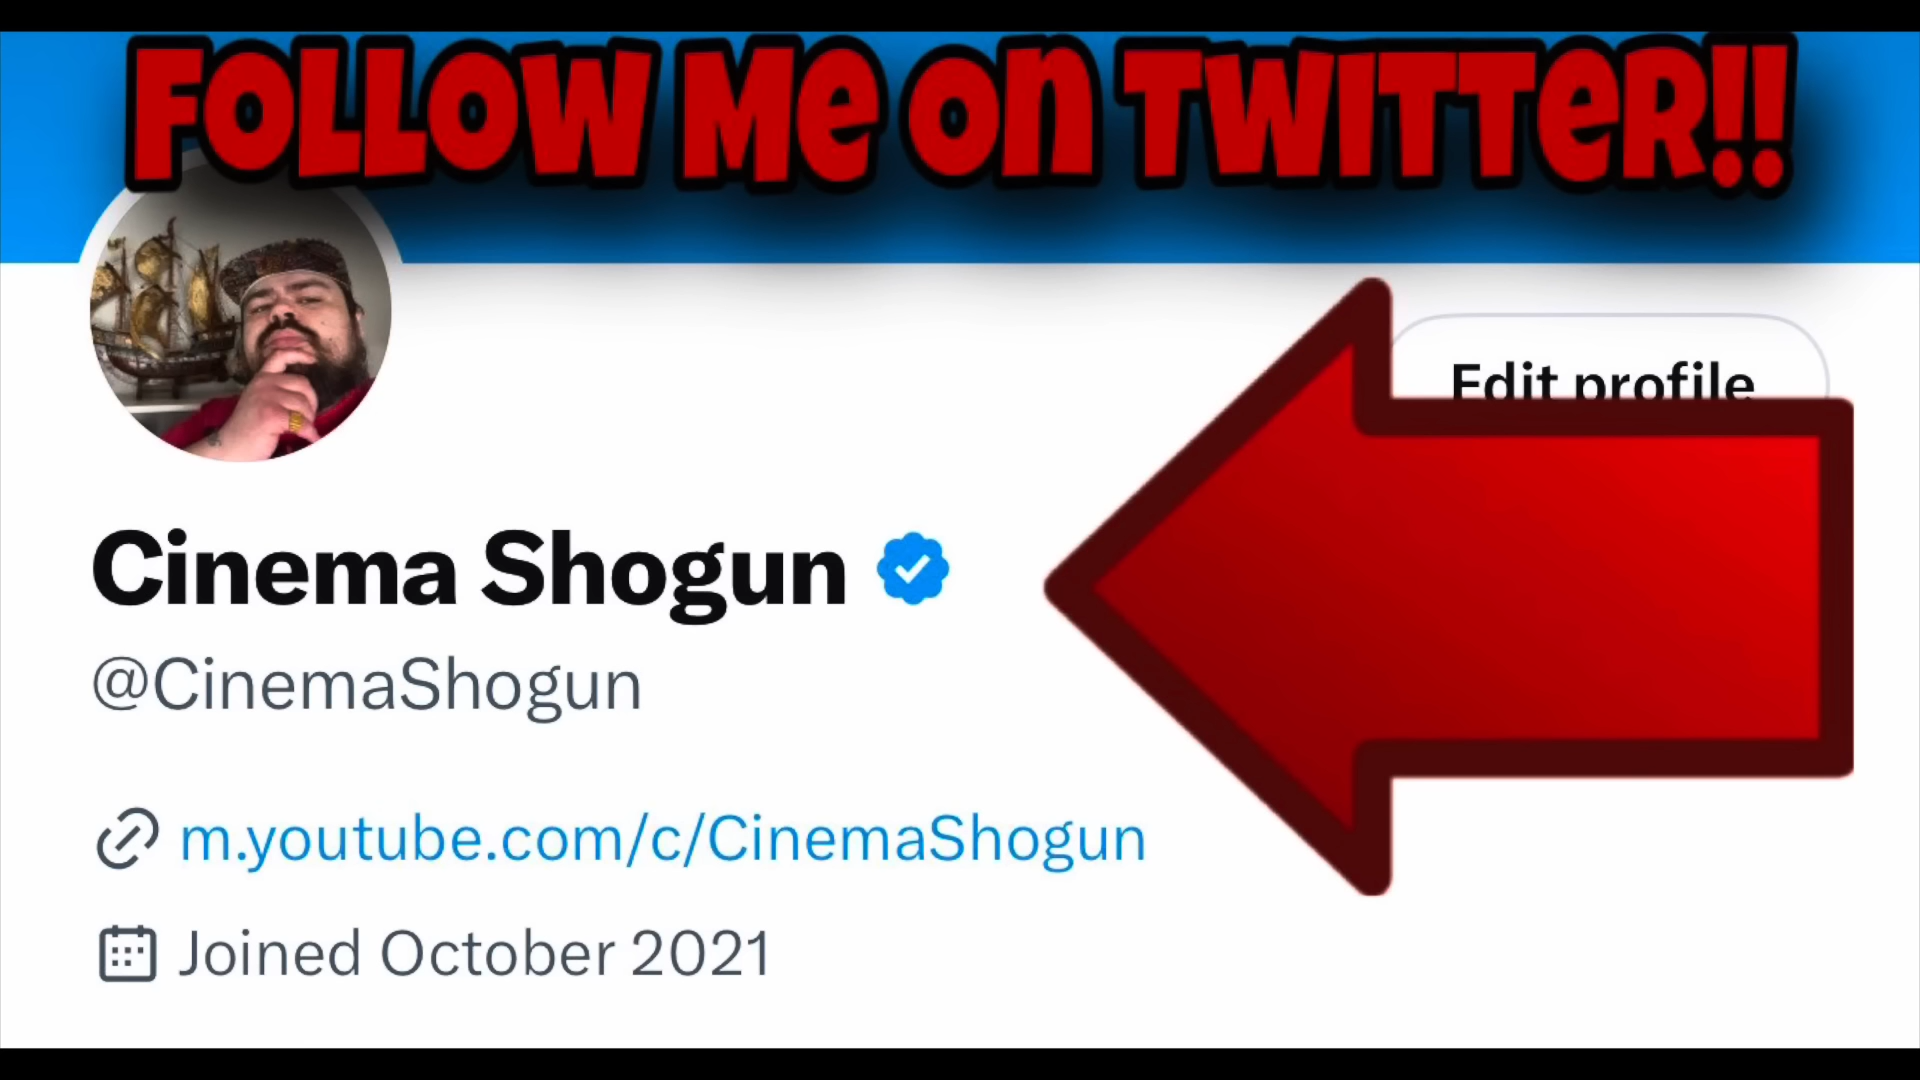 FOLLOW Me ON TWITTeR!!
Edit profile
Cinema Shogun
@CinemaShogun
m.youtube.com/c/CinemaShogun
Joined October 2021